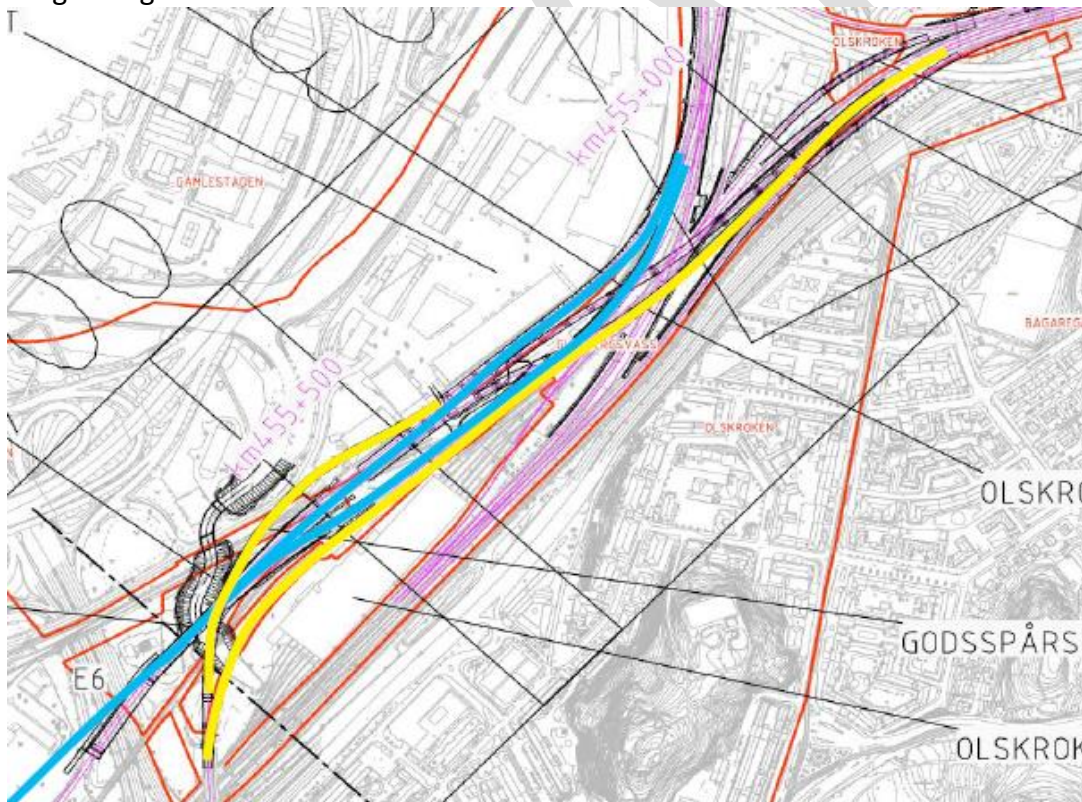 T
OLSKROKEN
km455+000
GAMLESTADEN
BAGAREG
km455+500
OLSKROKEN
OLSKR
GODSSPÅRS
E6
OLSKROK